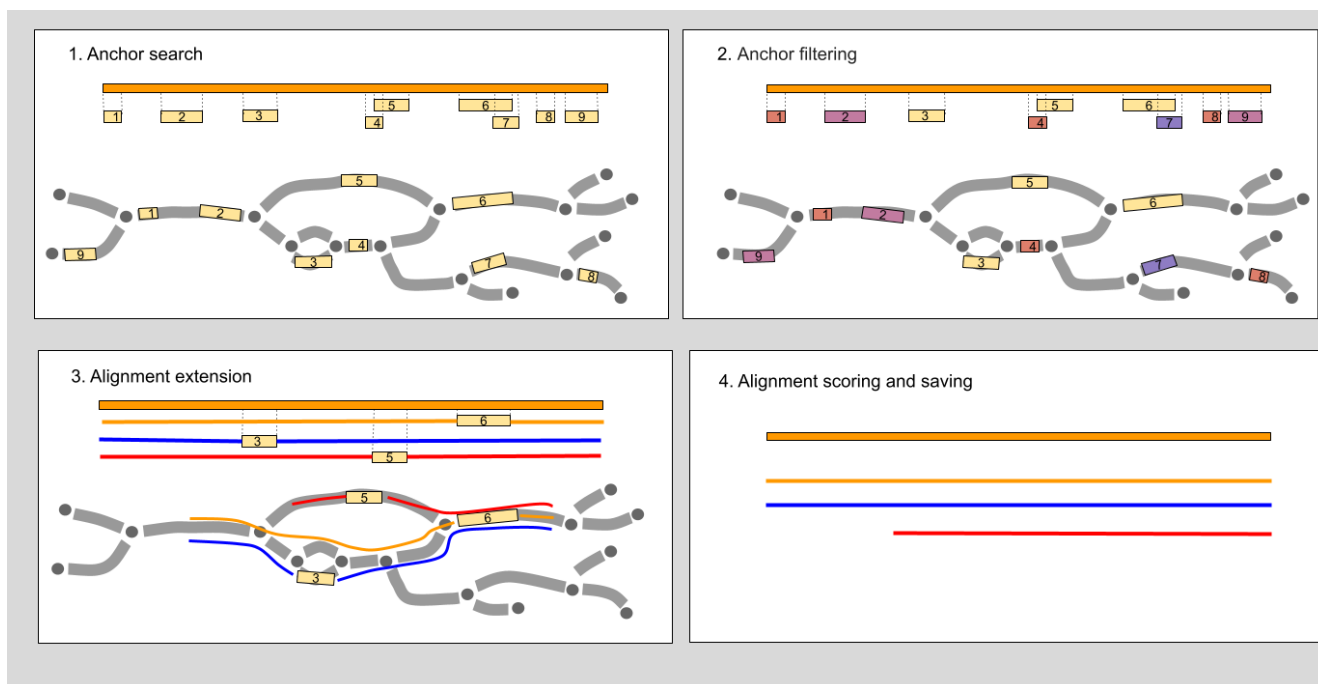 1. Anchor search
5 6
1 2 3 4 7 8 9
5
1 2 6
4
9 3 7 8
2. Anchor filtering
5 6
1 2 3 4 7 8 9
5
1 2 6
4
9 3 7 8
3. Alignment extension
6
3
5
5
6
3
4. Alignment scoring and saving